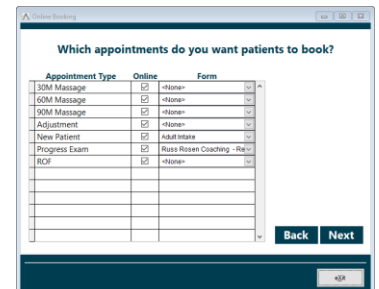 Online Booking
Which appointments do you want patients to book?
Appointment Type Online Form
30M Massage <None>
60M Massage <None>
90M Massage <None>
Adjustment <None>
New Patient Adult Intake
Progress Exam Russ Rosen Coaching - Re
ROF <None>
Back Next